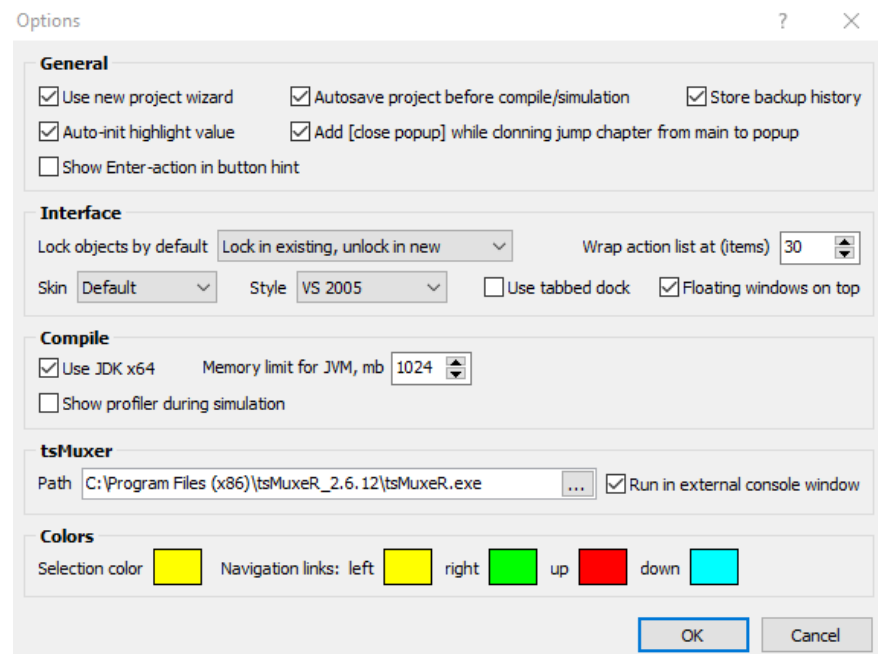 Options ?
General
Use new project wizard Autosave project before compile/simulation Store backup history
Auto-init highlight value Add [close popup] while clonning jump chapter from main to popup
Show Enter-action in button hint
Interface
Lock objects by default Lock in existing, unlock in new Wrap action list at (items) 30
Skin Default Style VS 2005 Use tabbed dock Floating windows on top
Compile
Use JDK x64 Memory limit for JVM, mb 1024
Show profiler during simulation
tsMuxer
Path C:\Program Files (x86)\tsMuxeR_2.6.12\tsMuxeR.exe ... Run in external console window
Colors
Selection color Navigation links: left right up down
OK Cancel